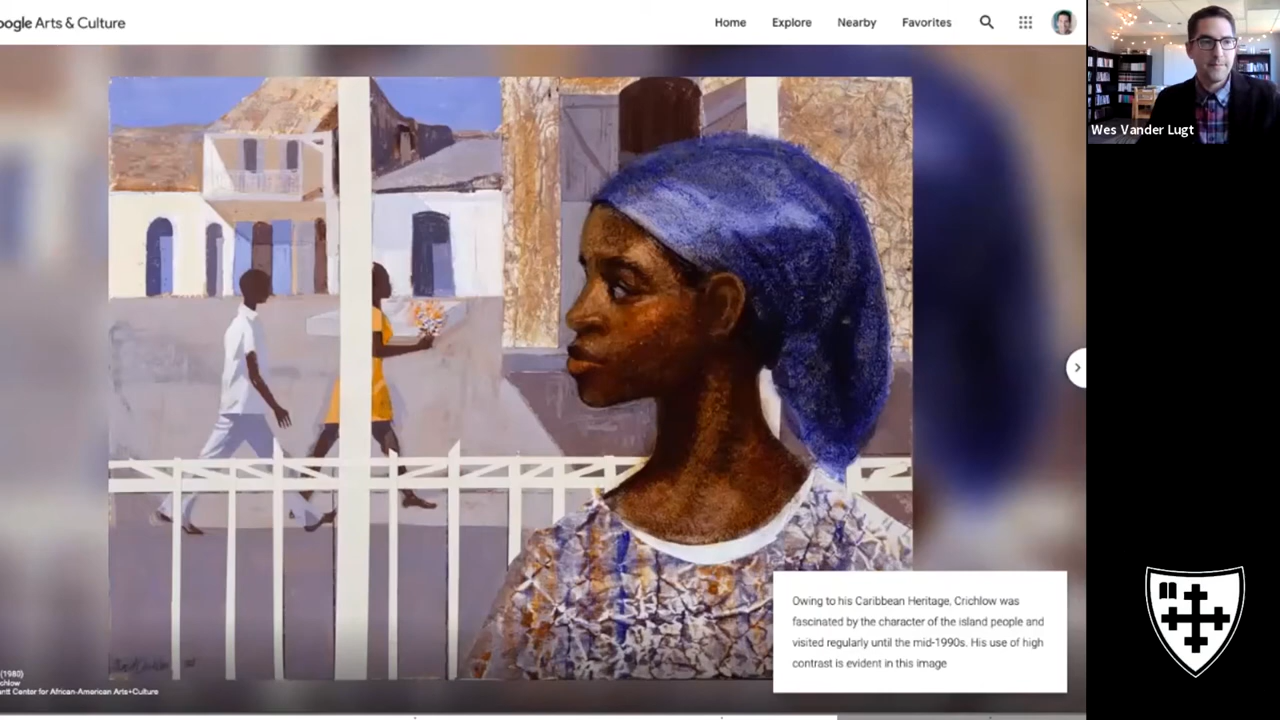 oogle Arts & Culture
Home Explore Nearby Favorites
Wes Vander Lugt
Owing to his Caribbean Heritage, Crichlow was
fascinated by the character of the island people and
visited regularly until the mid-1990s. His use of high
contrast is evident in this image
(1980)
chlow
ntt Center for African-American Arts+Culture